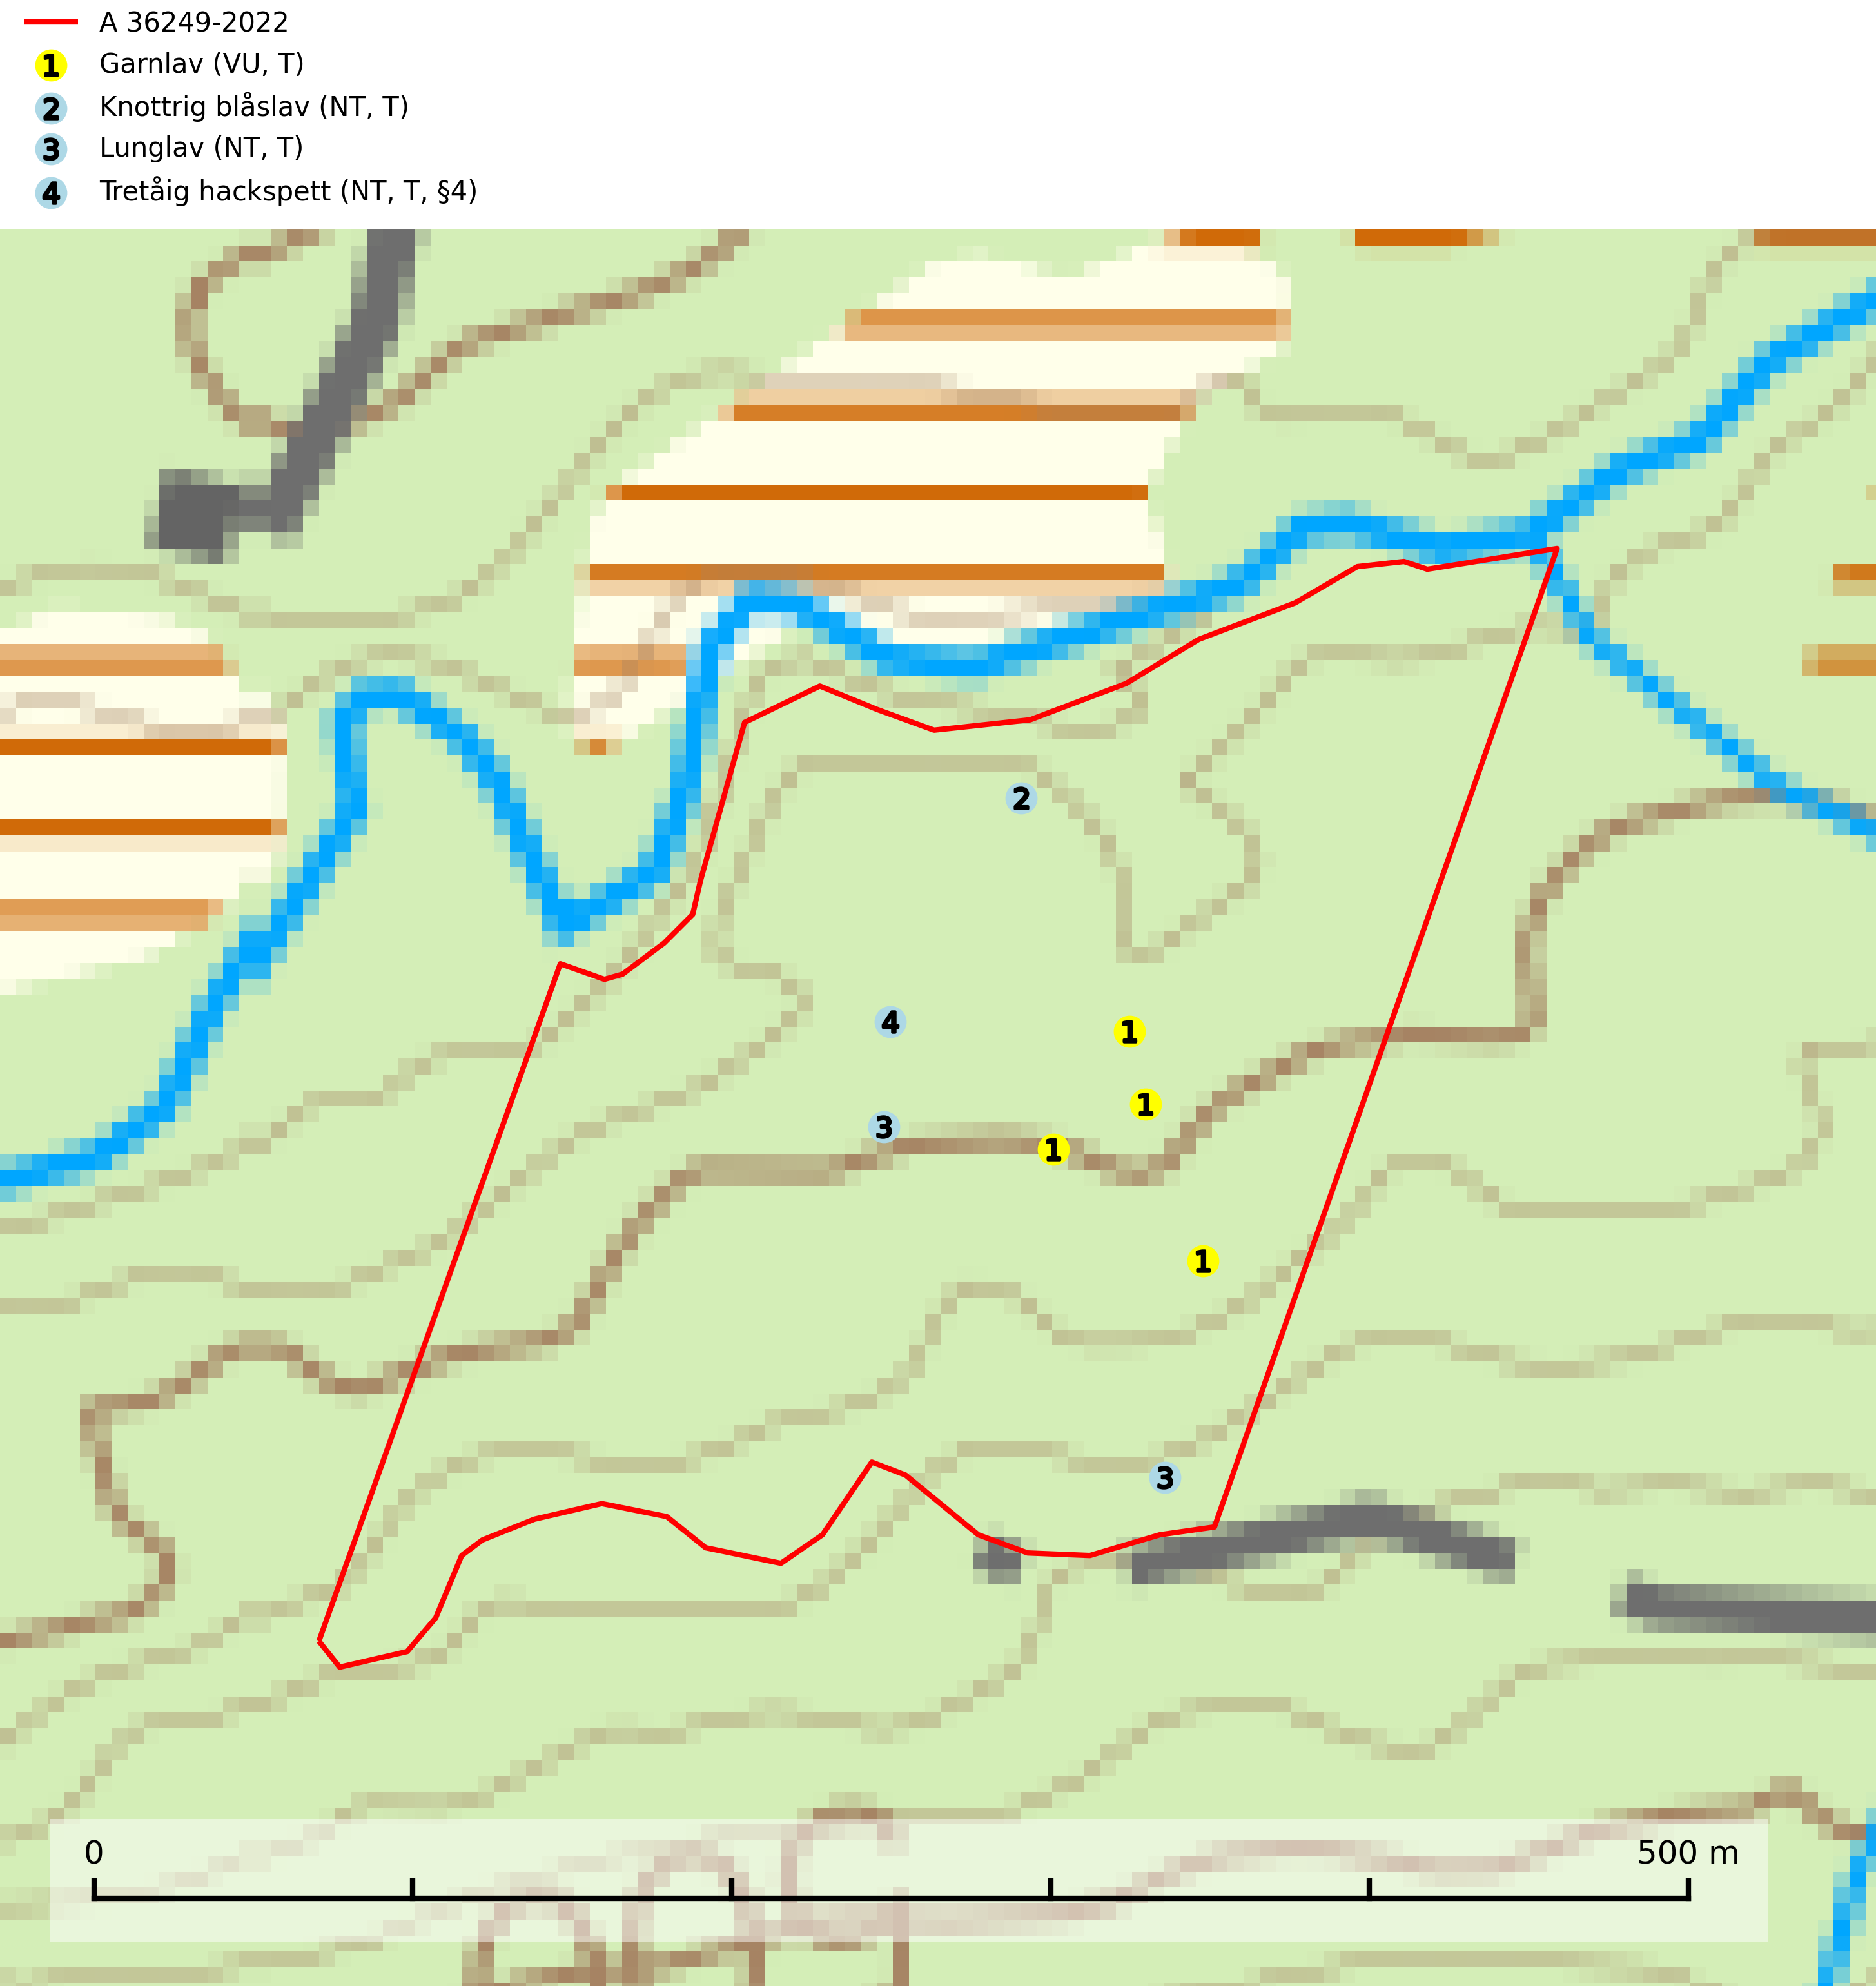 A 36249-2022
1 Garnlav (VU, T)
2 Knottrig blåslav (NT, T)
3 Lunglav (NT, T)
4 Tretåig hackspett (NT, T, §4)
2
4
1
1
3
1
1
3
0 500 m